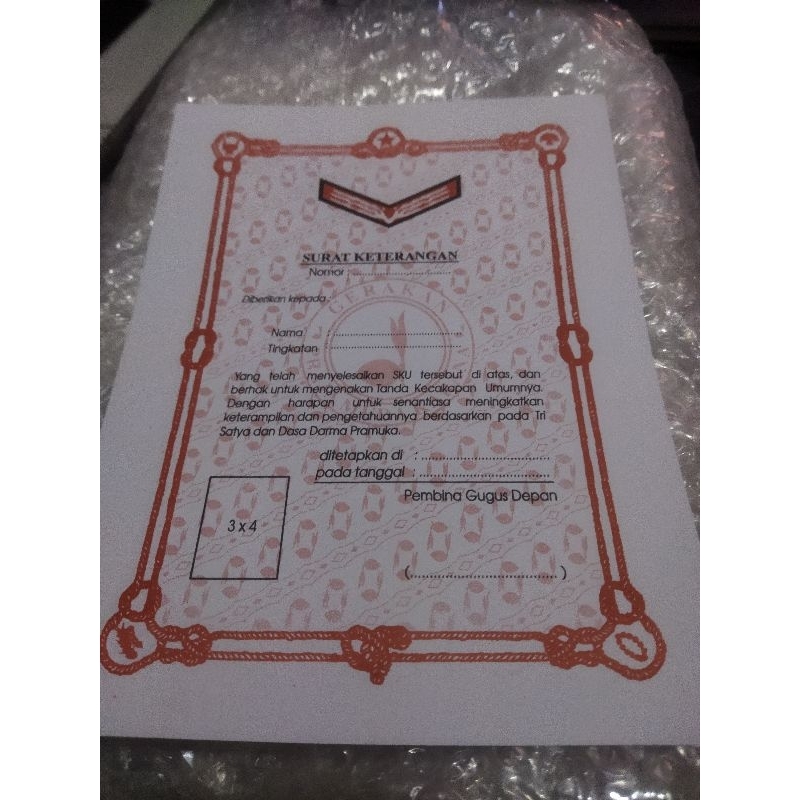 SURAT KETERANGAN
Nomor : ..............................
Diberikan kepada :
GERAKAN
Nama : ........................................
Tingkatan : ........................................
Yang telah menyelesaikan SKU tersebut di atas, dan
berhak untuk mengenakan Tanda Kecakapan Umumnya.
Dengan harapan untuk senantiasa meningkatkan
keterampilan dan pengetahuannya berdasarkan pada Tri
Satya dan Dasa Darma Pramuka.
ditetapkan di : ..............................
pada tanggal : ..............................
Pembina Gugus Depan
3 x 4
(........................................)